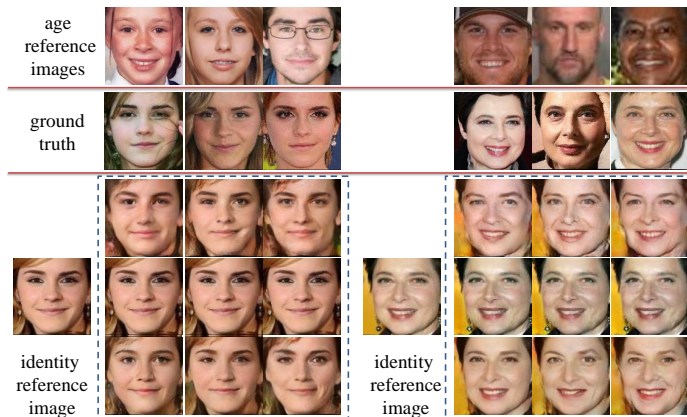 age
reference
images
ground
truth
identity
reference
image
identity
reference
image